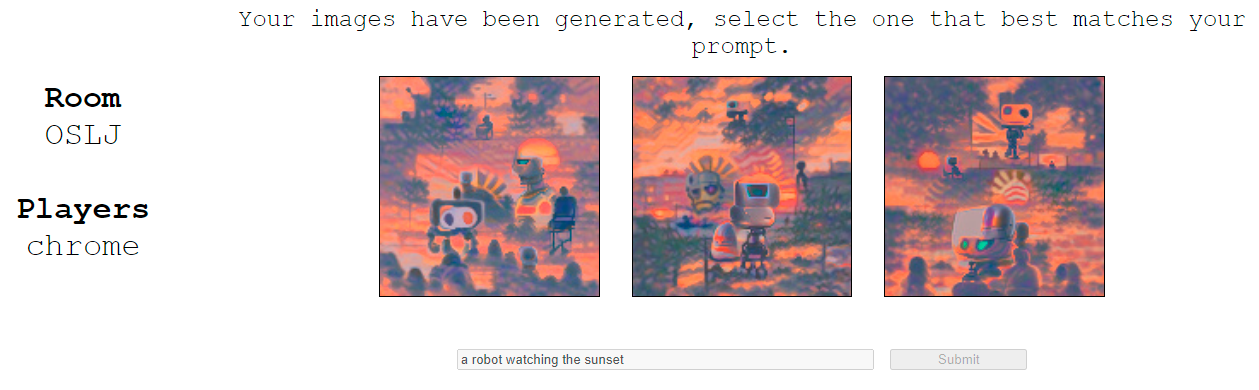 Your images have been generated, select the one that best matches your
prompt.
Room
OSLJ
Players
chrome
a robot watching the sunset
Submit